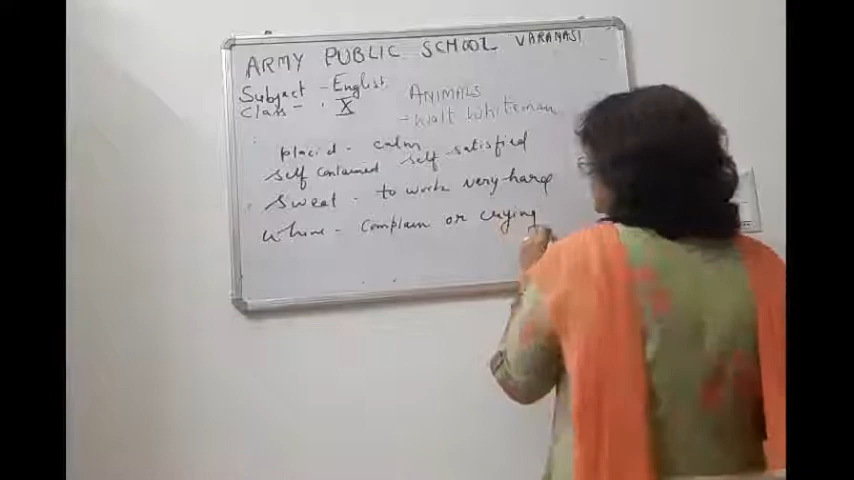 ARMY PUBLIC SCHOOL VARANASI
Subject - English
Class - X
ANIMALS
- Walt Whiteman
placid - calm
self contained self-satisfied
Sweat - to work very hard
Whine - Complain or crying